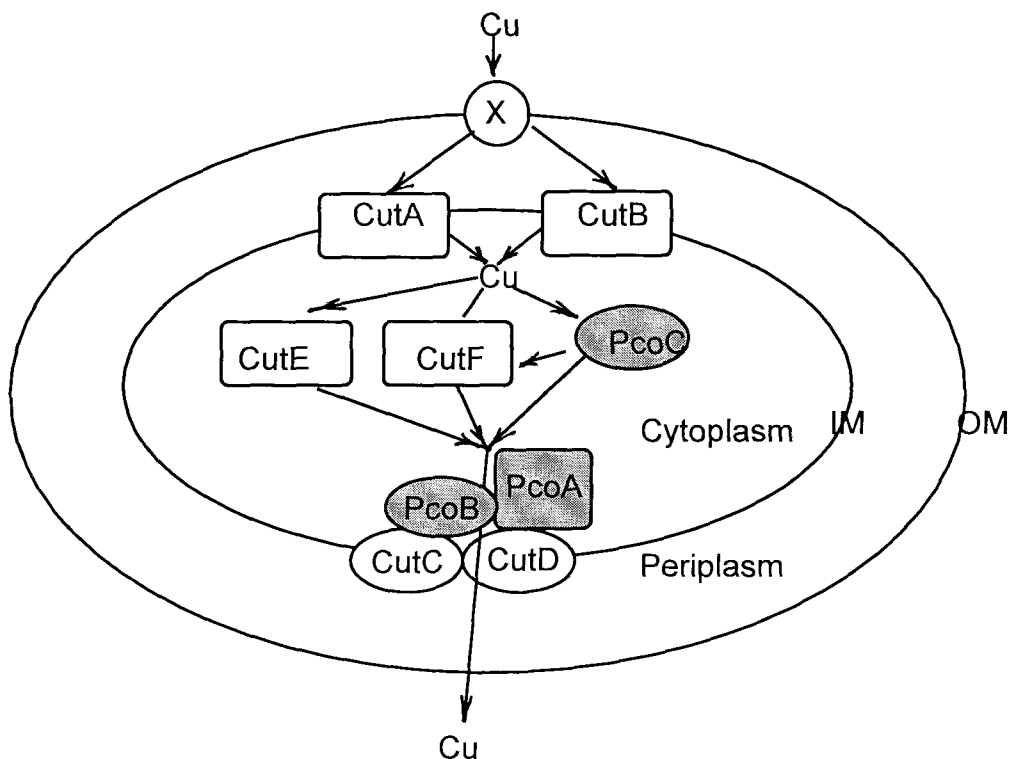 Cu
X
CutA
CutB
Cu
CutE
CutF
PcoC
Cytoplasm
IM
OM
PcoA
PcoB
CutC
CutD
Periplasm
Cu